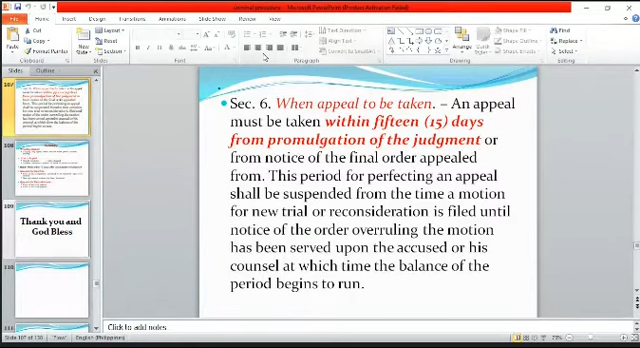 criminal procedure - Microsoft PowerPoint (Product Activation Failed)
Home Insert Design Transitions Animations Slide Show Review View
Cut
Copy
Format Painter
Paste
Clipboard
New
Slide
Layout
Reset
Section
Slides
Font
Text Direction
Align Text
Convert to SmartArt
Paragraph
Arrange
Quick
Styles
Drawing
Find
Replace
Select
Editing
Slides Outline
107
108
109
Thank you and
God Bless
110
111
Sec. 6. When appeal to be taken. – An appeal
must be taken within fifteen (15) days
from promulgation of the judgment or
from notice of the final order appealed
from. This period for perfecting an appeal
shall be suspended from the time a motion
for new trial or reconsideration is filed until
notice of the order overruling the motion
has been served upon the accused or his
counsel at which time the balance of the
period begins to run.
Click to add notes
Slide 107 of 138 "Flow" English (Philippines)